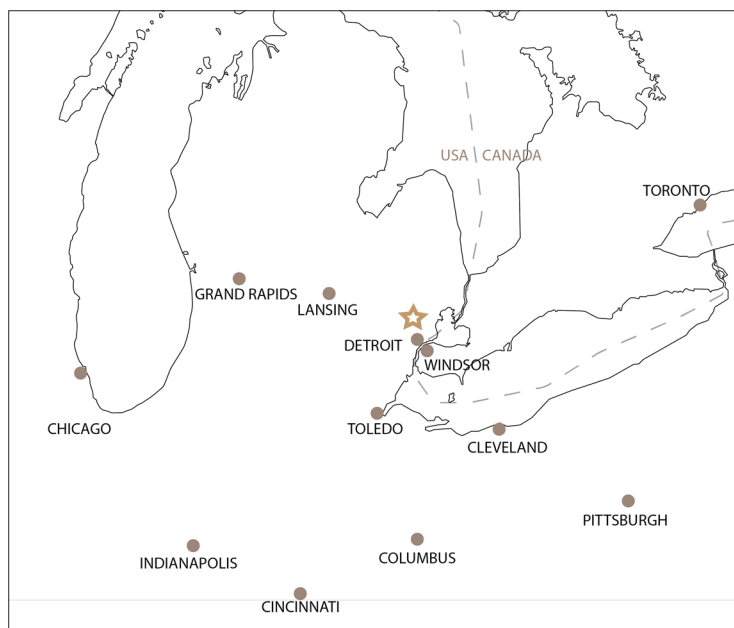 USA CANADA
TORONTO
GRAND RAPIDS
LANSING
DETROIT
WINDSOR
CHICAGO
TOLEDO
CLEVELAND
PITTSBURGH
COLUMBUS
INDIANAPOLIS
CINCINNATI